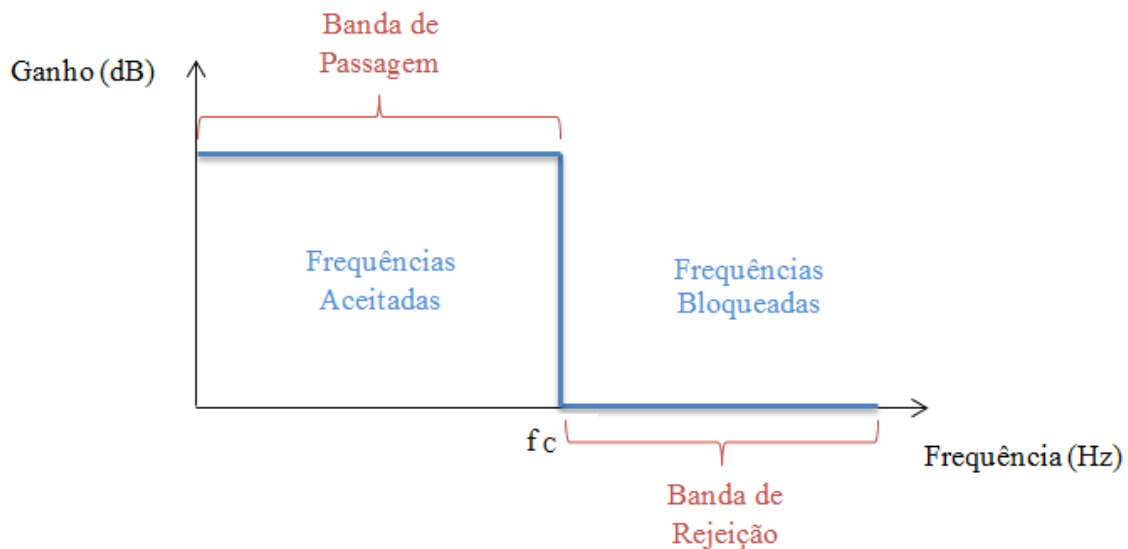 Banda de
Passagem
Ganho (dB)
Frequências
Aceitadas
Frequências
Bloqueadas
f C
Frequência (Hz)
Banda de
Rejeição